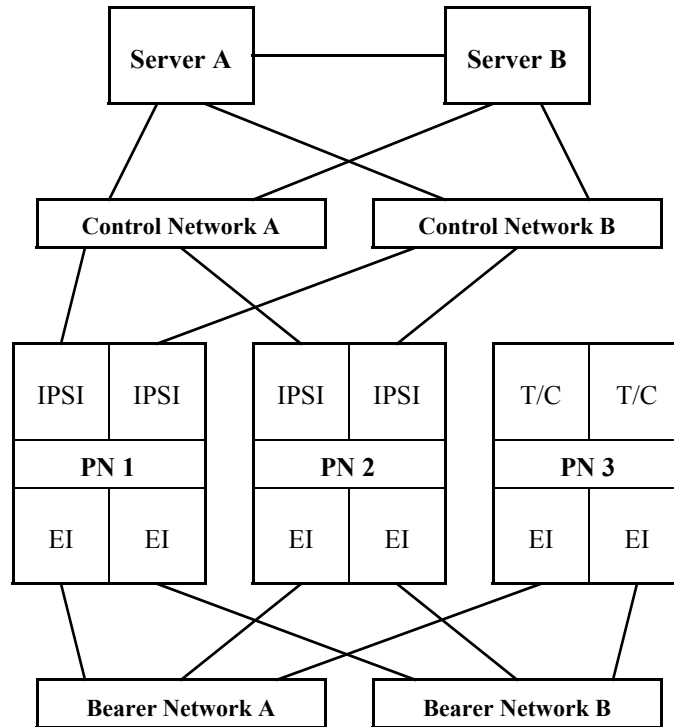 Server A
Server B
Control Network A
Control Network B
IPSI
IPSI
IPSI
IPSI
T/C
T/C
PN 1
PN 2
PN 3
EI
EI
EI
EI
EI
EI
Bearer Network A
Bearer Network B